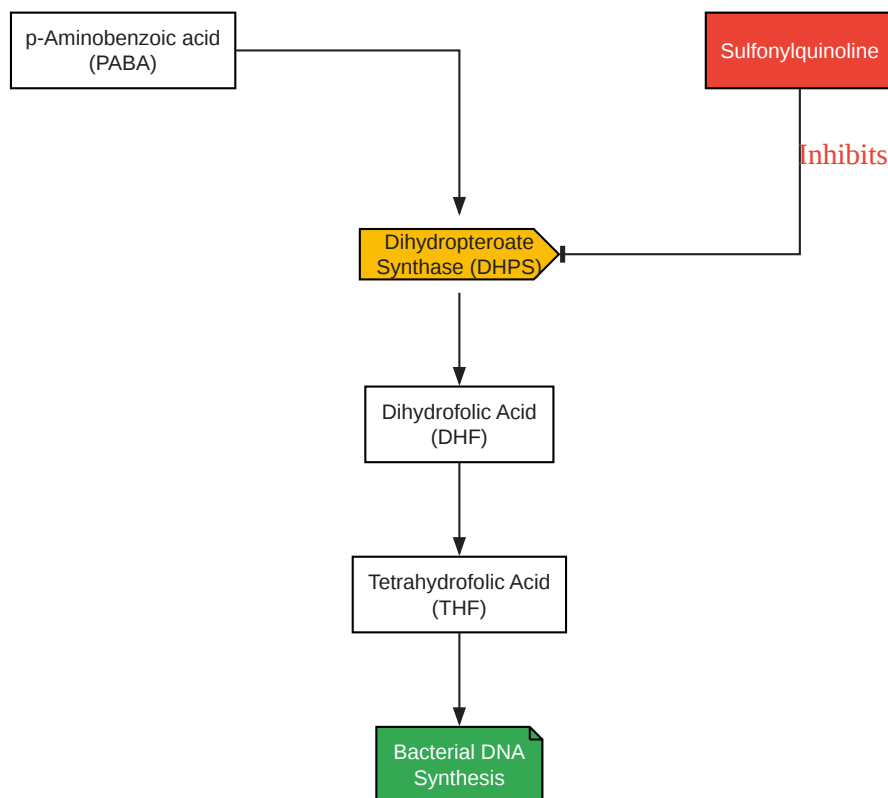 p-Aminobenzoic acid
(PABA)
Sulfonylquinoline
Inhibits
Dihydropteroate
Synthase (DHPS)
Dihydrofolic Acid
(DHF)
Tetrahydrofolic Acid
(THF)
Bacterial DNA
Synthesis